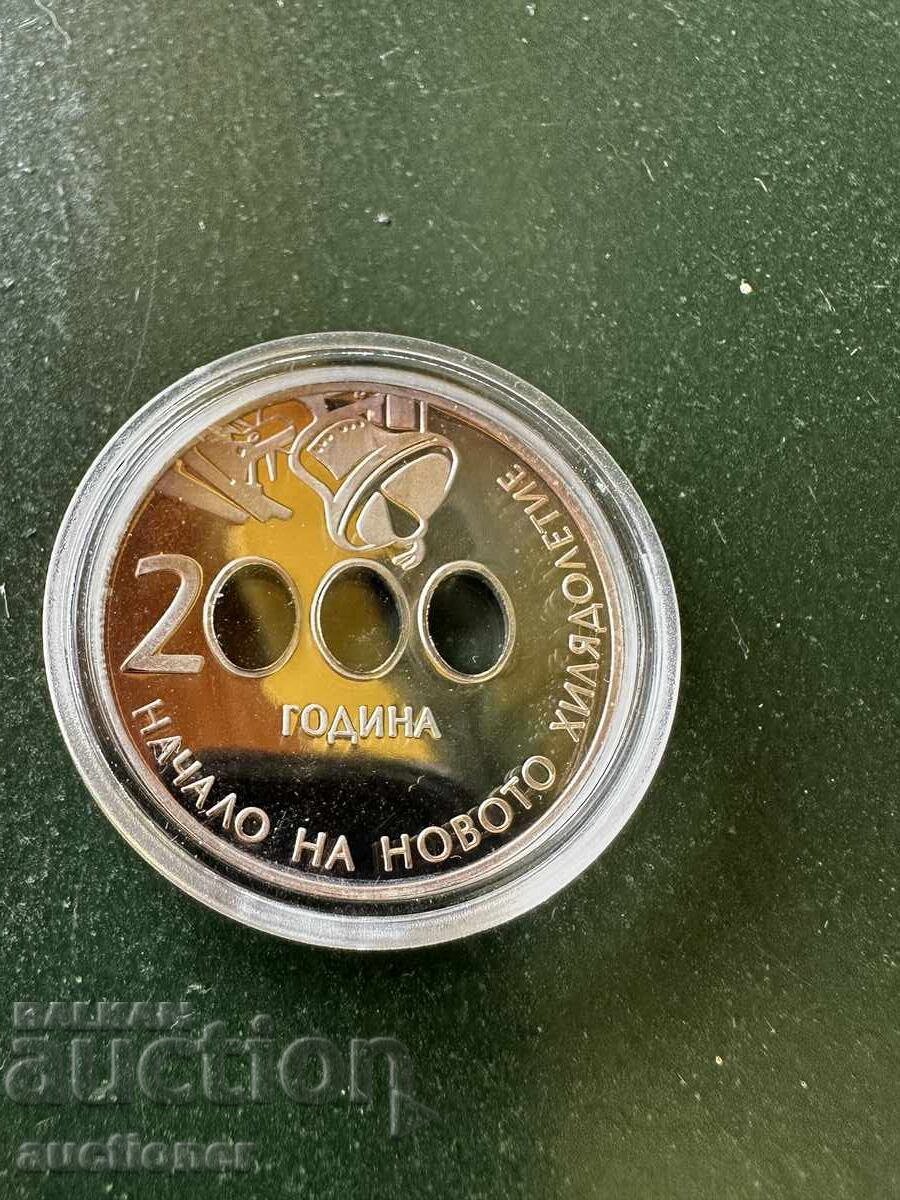 2000
ГОДИНА
НАЧАЛО НА НОВОТО ХИЛЯДОЛЕТИЕ
BALKAN
auction
auctioner